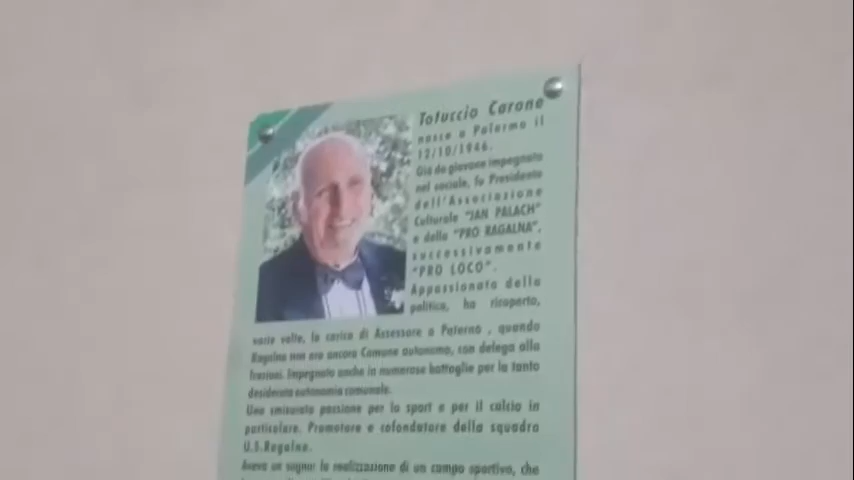 Totuccio Carone
nasce a Palermo il
12/10/1946.
Già da giovane impegnato
nel sociale, fu Presidente
dell'Associazione
Culturale "JAN PALACH"
e della "PRO RAGALNA",
successivamente
"PRO LOCO".
Appassionato della
politica, ha ricoperto,
varie volte, la carica di Assessore a Paternò , quando
Ragalna non era ancora Comune autonomo, con delega alla
frazioni. Impegnato anche in numerose battaglie per la tanto
desiderata autonomia comunale.
Una smisurata passione per lo sport e per il calcio in
particolare. Promotore e cofondatore della squadra
U.S.Ragalna.
Aveva un sogno: la realizzazione di un campo sportivo, che